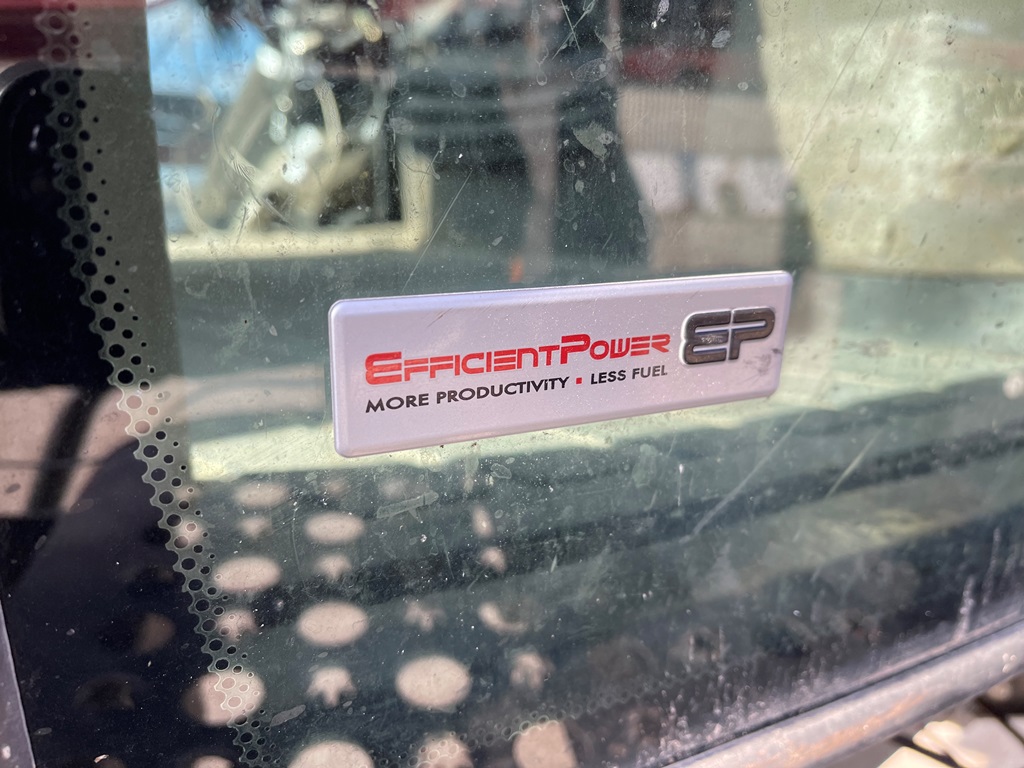 EFFICIENTPOWER EP
MORE PRODUCTIVITY ▪ LESS FUEL